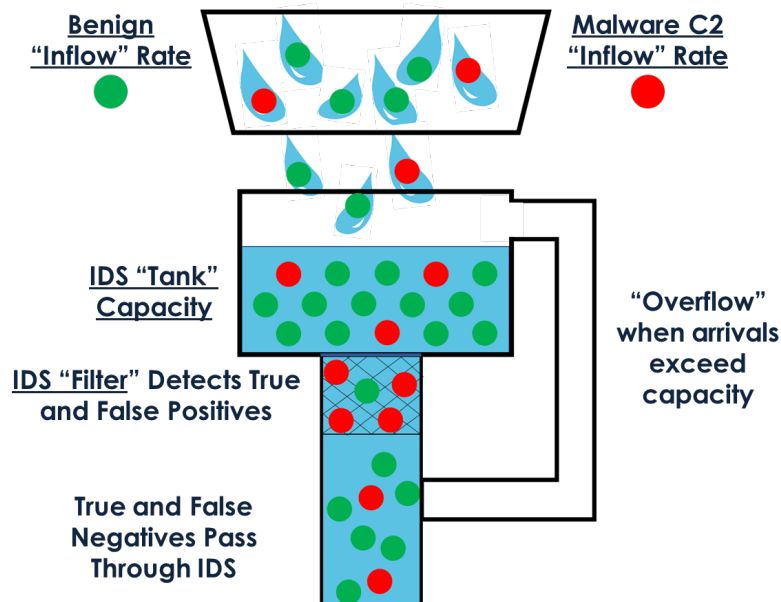 Benign
“Inflow” Rate
Malware C2
“Inflow” Rate
IDS “Tank”
Capacity
“Overflow”
when arrivals
exceed
capacity
IDS “Filter” Detects True
and False Positives
True and False
Negatives Pass
Through IDS